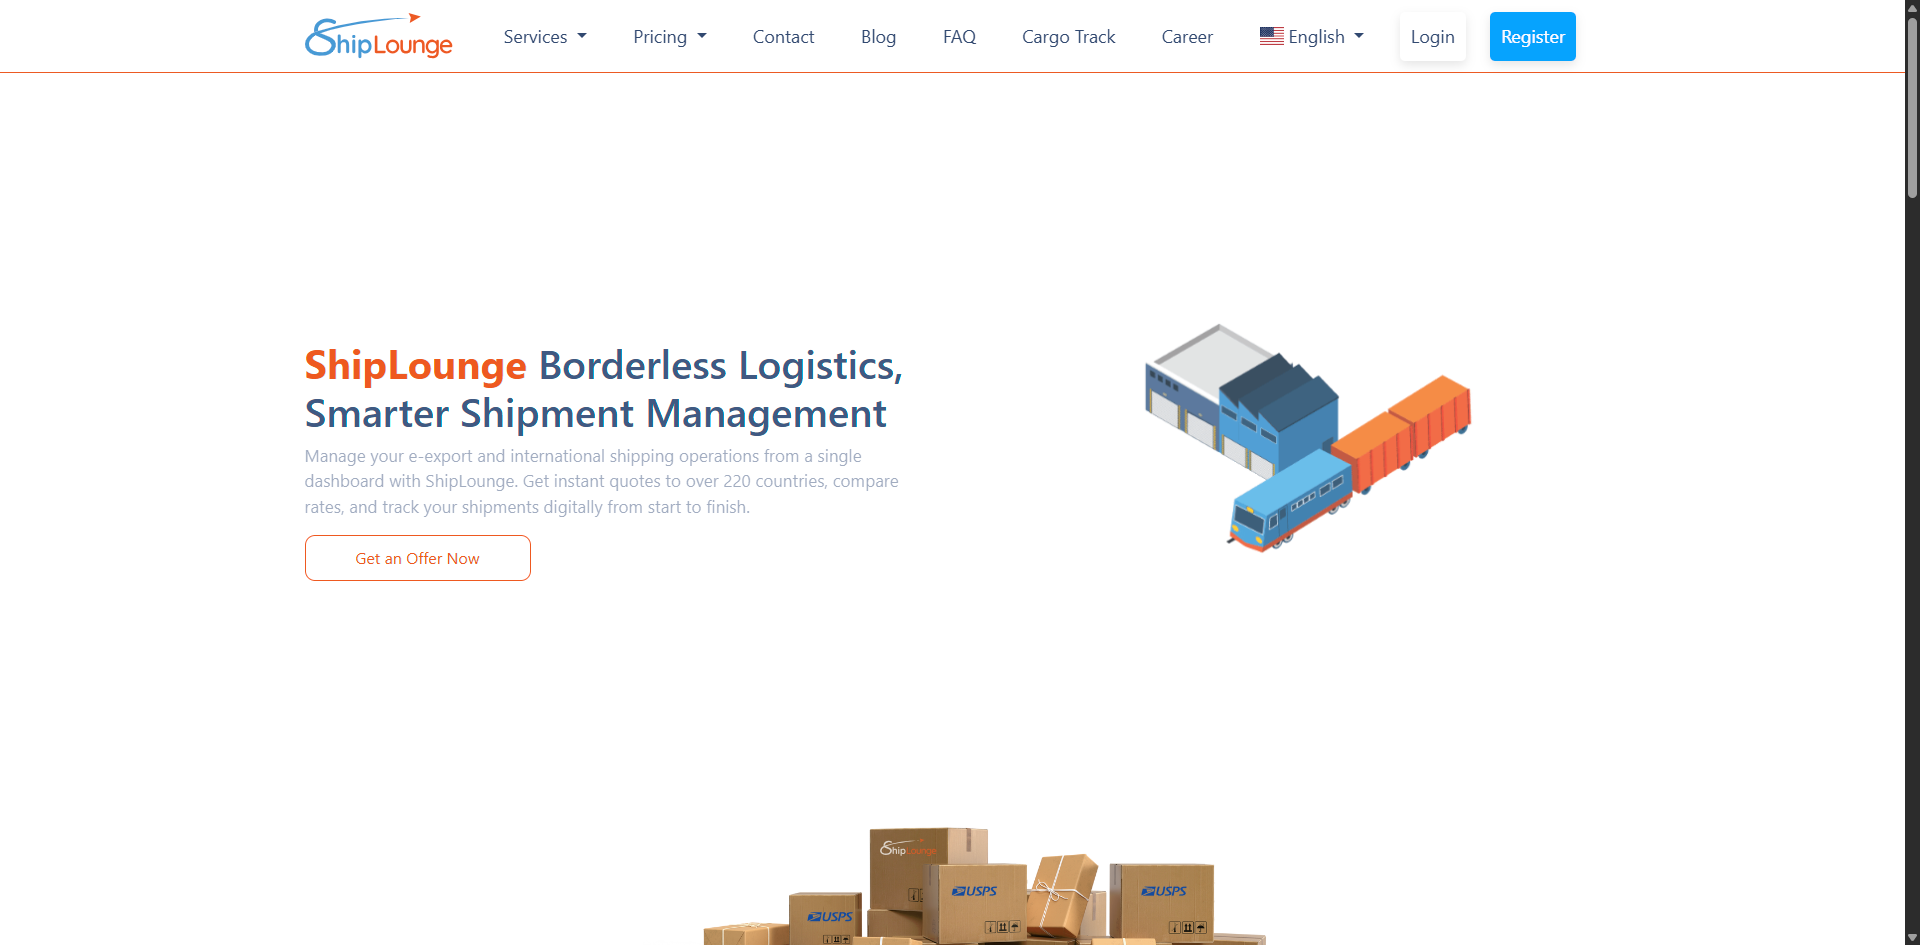 ShipLounge
Services
Pricing
Contact
Blog
FAQ
Cargo Track
Career
English
Login
Register
ShipLounge Borderless Logistics,
Smarter Shipment Management
Manage your e-export and international shipping operations from a single
dashboard with ShipLounge. Get instant quotes to over 220 countries, compare
rates, and track your shipments digitally from start to finish.
Get an Offer Now
ShipLounge
USPS
USPS
USPS